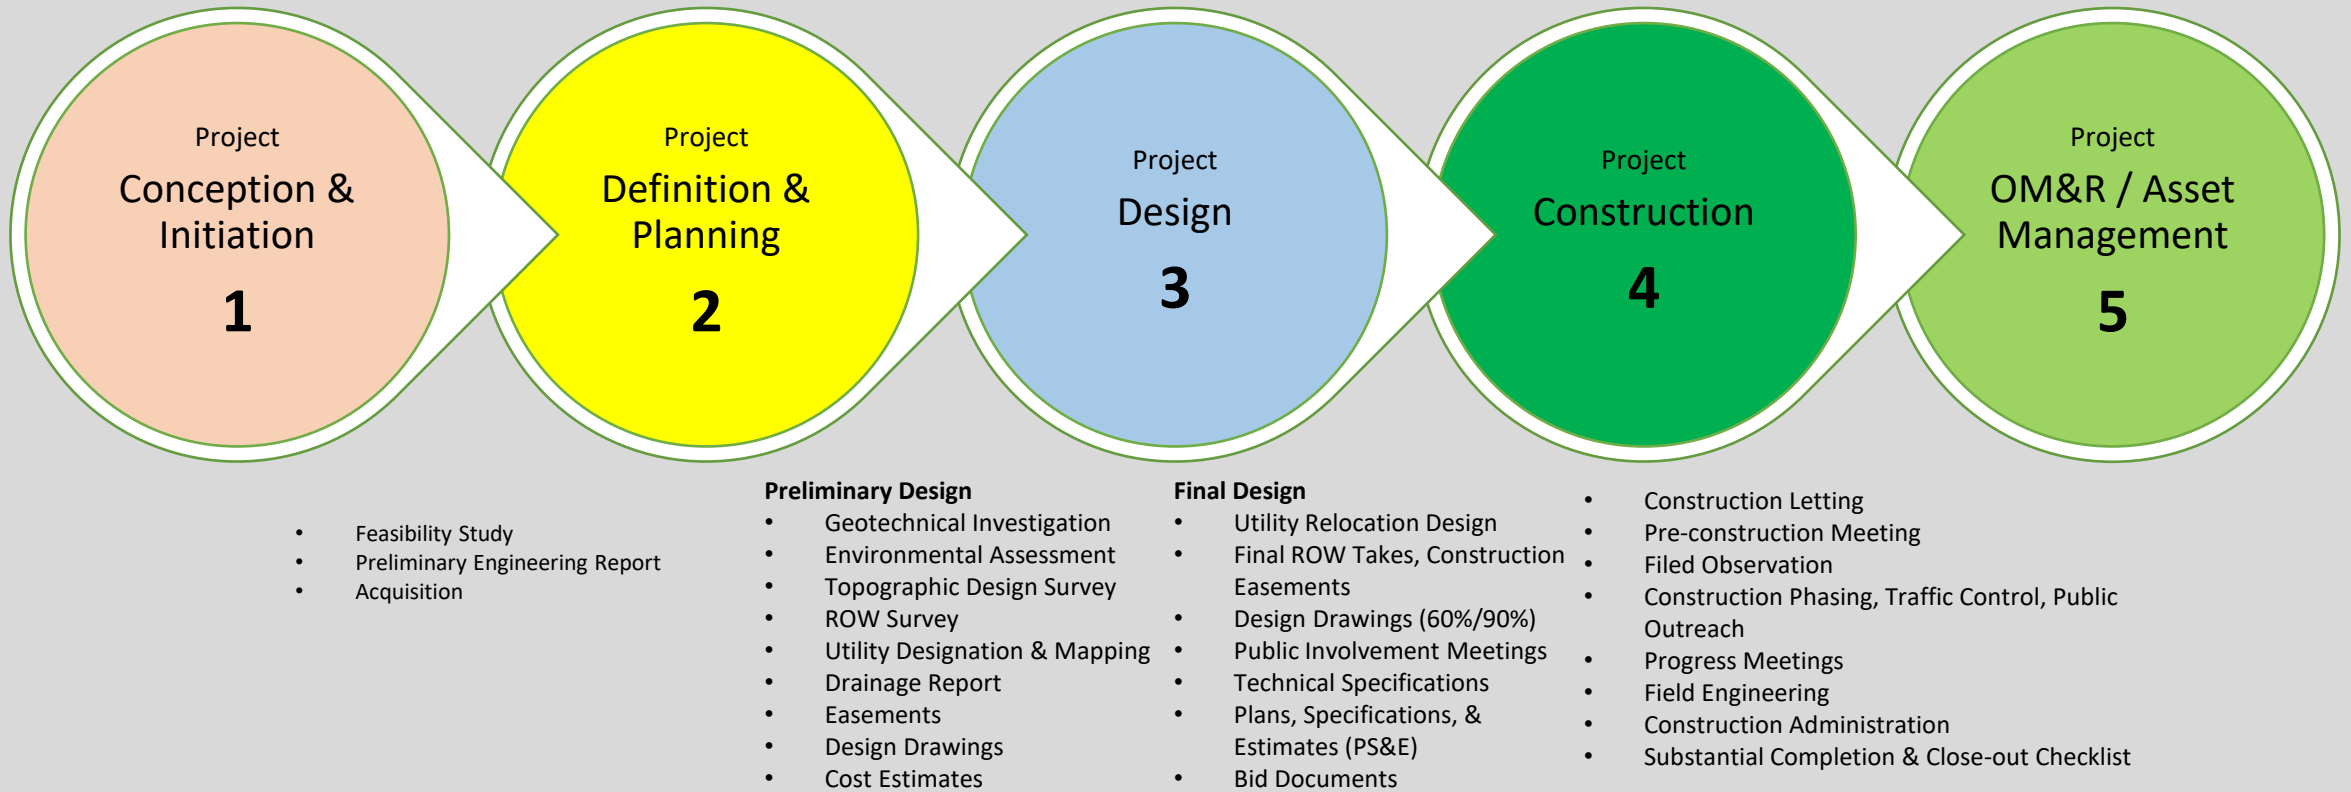 Project
Conception &
Initiation
1
Project
Definition &
Planning
2
Project
Design
3
Project
Construction
4
Project
OM&R / Asset
Management
5
• Feasibility Study
• Preliminary Engineering Report
• Acquisition
Preliminary Design
• Geotechnical Investigation
• Environmental Assessment
• Topographic Design Survey
• ROW Survey
• Utility Designation & Mapping
• Drainage Report
• Easements
• Design Drawings
• Cost Estimates
Final Design
• Utility Relocation Design
• Final ROW Takes, Construction
Easements
• Design Drawings (60%/90%)
• Public Involvement Meetings
• Technical Specifications
• Plans, Specifications, &
Estimates (PS&E)
• Bid Documents
• Construction Letting
• Pre-construction Meeting
• Filed Observation
• Construction Phasing, Traffic Control, Public
Outreach
• Progress Meetings
• Field Engineering
• Construction Administration
• Substantial Completion & Close-out Checklist